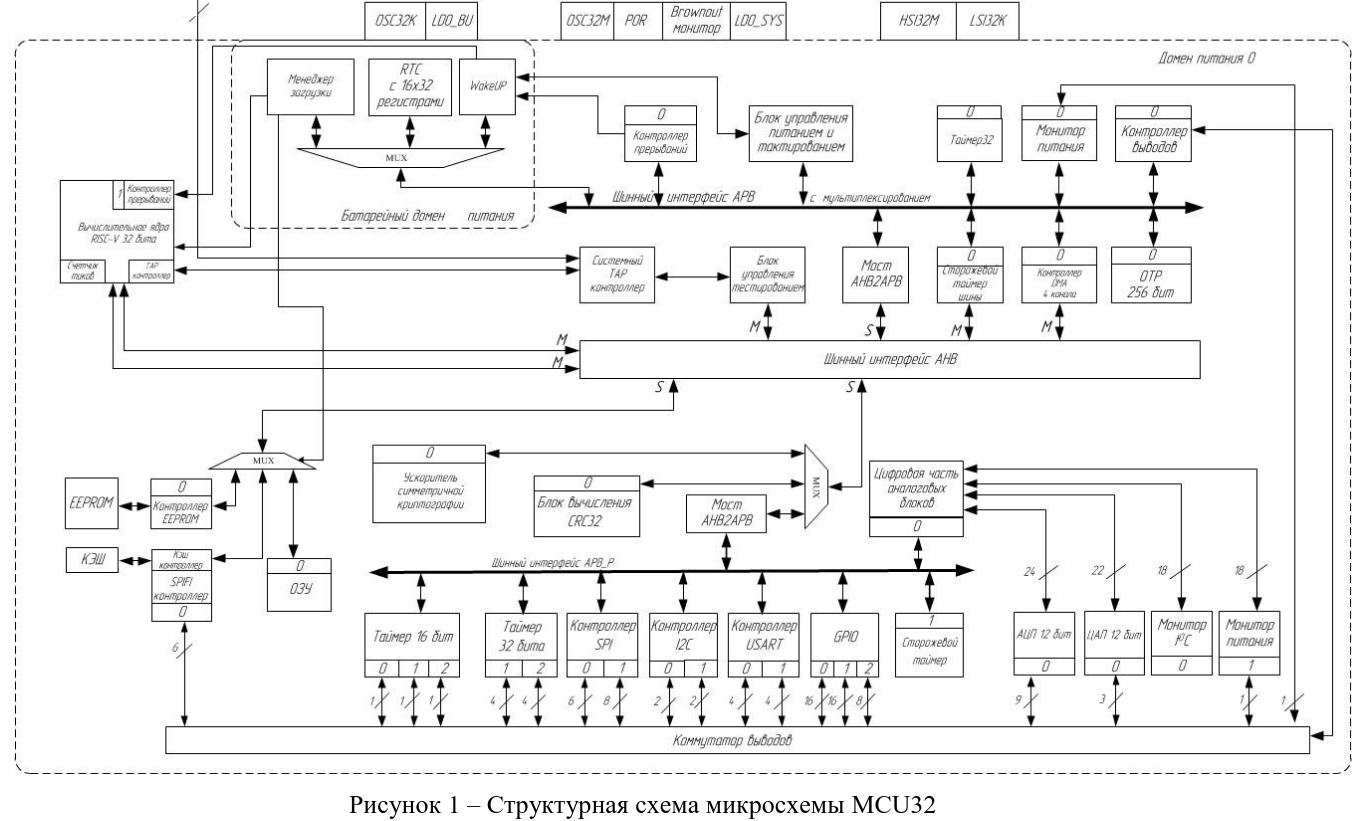 OSC32K LDO_BU
OSC32M POR Brownout монитор LDO_SYS
HSI32M LSI32K
Домен питания 0
Менеджер
загрузки
RTC
с 16x32
регистрами
WakeUP
MUX
Батарейный домен питания
0
Контроллер
прерываний
Блок управления
питанием и
тактированием
0
Таймер32
0
Монитор
питания
0
Контроллер
выводов
Шинный интерфейс APB с мультиплексированием
1 Контроллер
прерываний
Вычислительное ядро
RISC-V 32 бита
Счетчик
тиков
TAP
контроллер
Системный
TAP
контроллер
Блок
управления
тестированием
Мост
AHB2APB
0
Сторожевой
таймер
шины
0
Контроллер
DMA
4 канала
0
OTP
256 бит
M S M M
M
M
Шинный интерфейс AHB
S S
MUX
EEPROM
0
Контроллер
EEPROM
КЭШ
Кэш
контроллер
SPIFI
контроллер
0
0
ОЗУ
0
Ускоритель
симметричной
криптографии
0
Блок вычисления
CRC32
Мост
AHB2APB
MUX
Цифровая часть
аналоговых
блоков
0
Шинный интерфейс APB_P
24 22 18 18
Таймер 16 бит
0 1 2
Таймер
32 бита
1 2
Контроллер
SPI
0 1
Контроллер
I2C
0 1
Контроллер
USART
0 1
GPIO
0 1 2
1
Сторожевой
таймер
АЦП 12 бит
0
ЦАП 12 бит
0
Монитор
t°C
0
Монитор
питания
1
6 1 1 1 4 4 6 8 2 2 4 4 16 16 8 9 3 1 1
Коммутатор выводов
Рисунок 1 – Структурная схема микросхемы MCU32